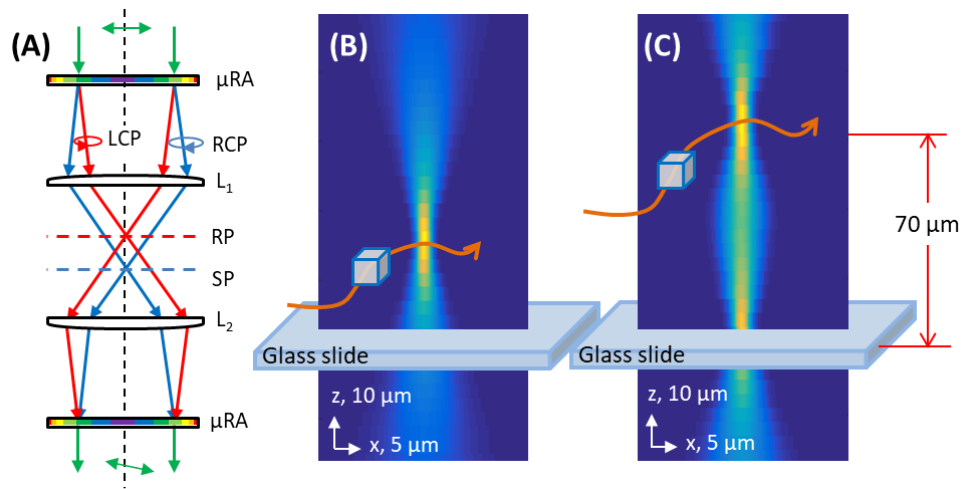 (A)
μRA
LCP
RCP
L₁
RP
SP
L₂
μRA
(B)
Glass slide
z, 10 μm
x, 5 μm
(C)
70 μm
Glass slide
z, 10 μm
x, 5 μm